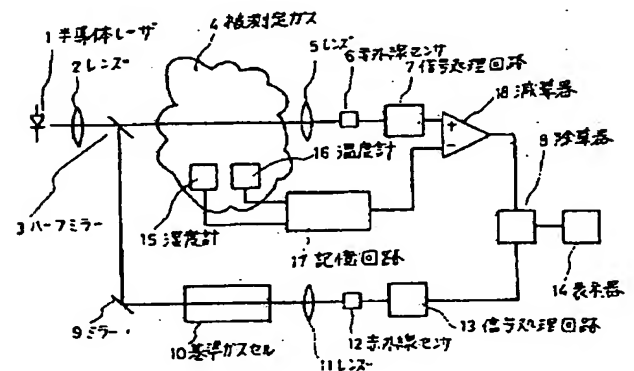 1 半導体レーザ
2 レンズ
4 被測定ガス
5 レンズ
6 赤外線センサ
7 信号処理回路
18 減算器
+
−
8 除算器
16 温度計
15 湿度計
3 ハーフミラー
17 記憶回路
14 表示器
9 ミラー
10 基準ガスセル
11 レンズ
12 赤外線センサ
13 信号処理回路